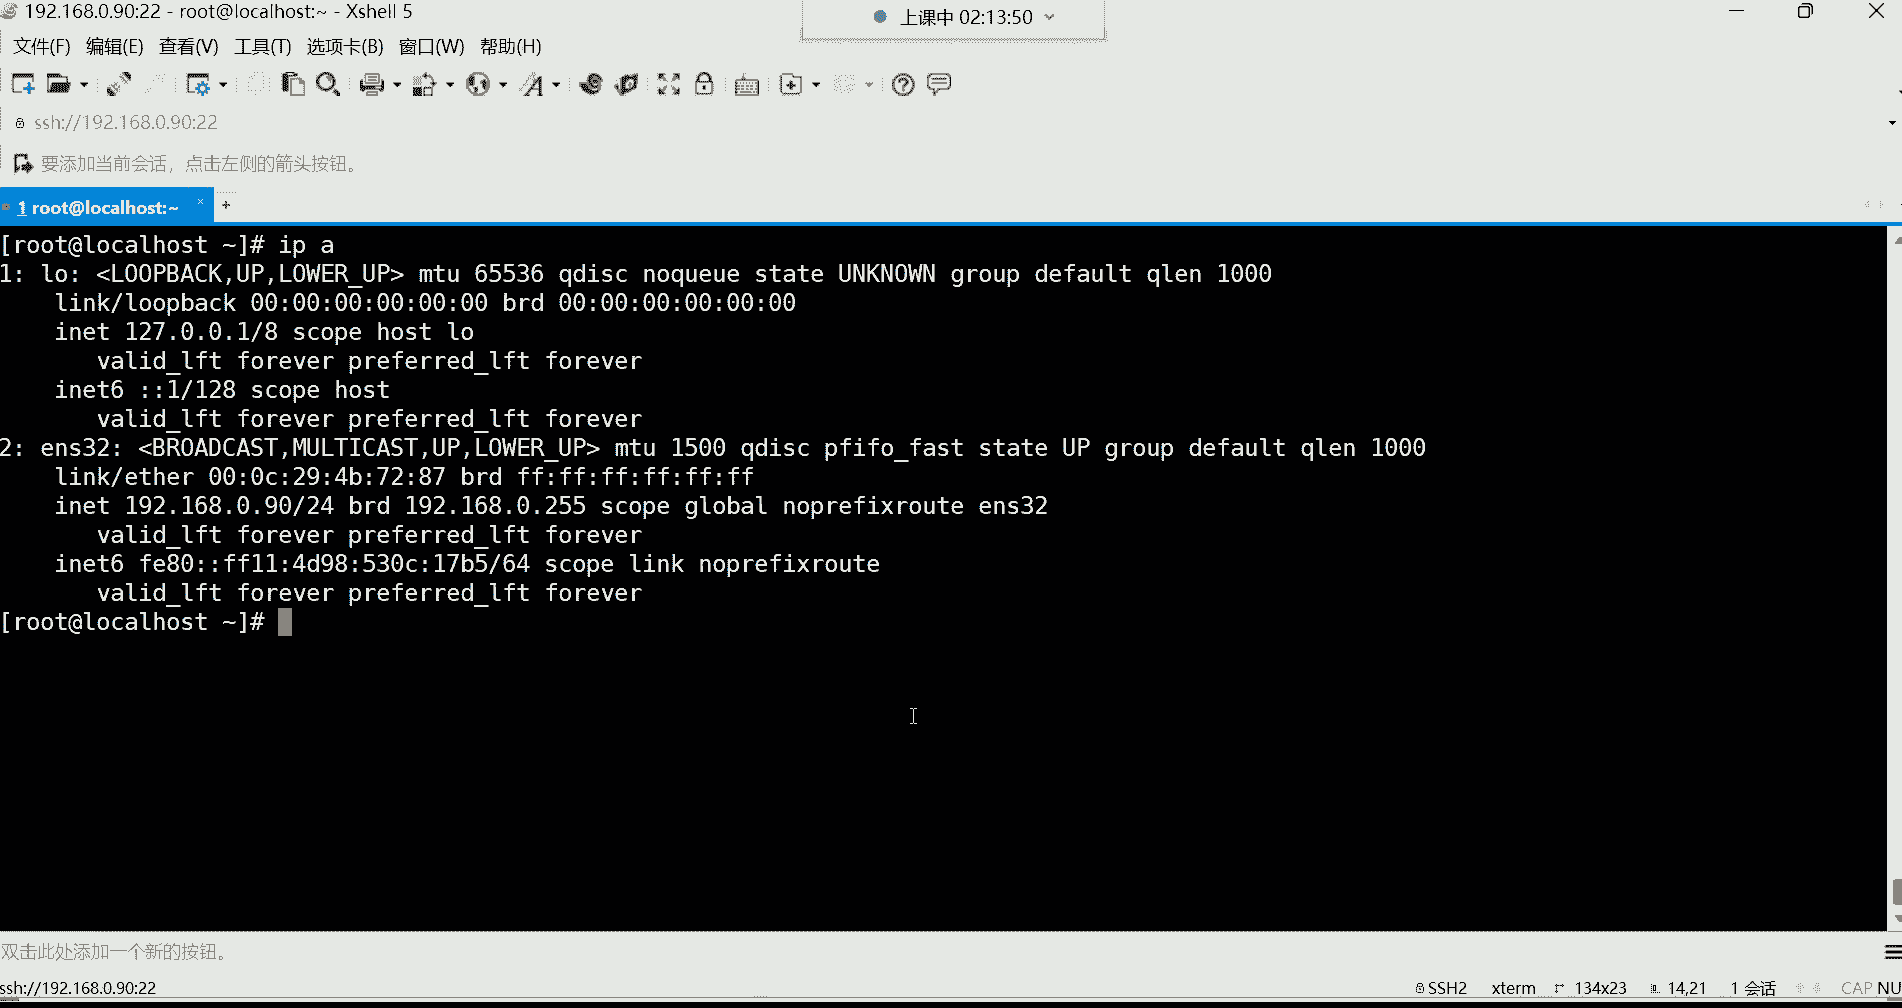 192.168.0.90:22 - root@localhost:~ - Xshell 5
上课中 02:13:50
文件(F) 编辑(E) 查看(V) 工具(T) 选项卡(B) 窗口(W) 帮助(H)
ssh://192.168.0.90:22
要添加当前会话，点击左侧的箭头按钮。
1 root@localhost:~ × +
[root@localhost ~]# ip a
1: lo: <LOOPBACK,UP,LOWER_UP> mtu 65536 qdisc noqueue state UNKNOWN group default qlen 1000
    link/loopback 00:00:00:00:00:00 brd 00:00:00:00:00:00
    inet 127.0.0.1/8 scope host lo
       valid_lft forever preferred_lft forever
    inet6 ::1/128 scope host
       valid_lft forever preferred_lft forever
2: ens32: <BROADCAST,MULTICAST,UP,LOWER_UP> mtu 1500 qdisc pfifo_fast state UP group default qlen 1000
    link/ether 00:0c:29:4b:72:87 brd ff:ff:ff:ff:ff:ff
    inet 192.168.0.90/24 brd 192.168.0.255 scope global noprefixroute ens32
       valid_lft forever preferred_lft forever
    inet6 fe80::ff11:4d98:530c:17b5/64 scope link noprefixroute
       valid_lft forever preferred_lft forever
[root@localhost ~]#
双击此处添加一个新的按钮。
ssh://192.168.0.90:22 SSH2 xterm 134x23 14,21 1 会话 CAP NU